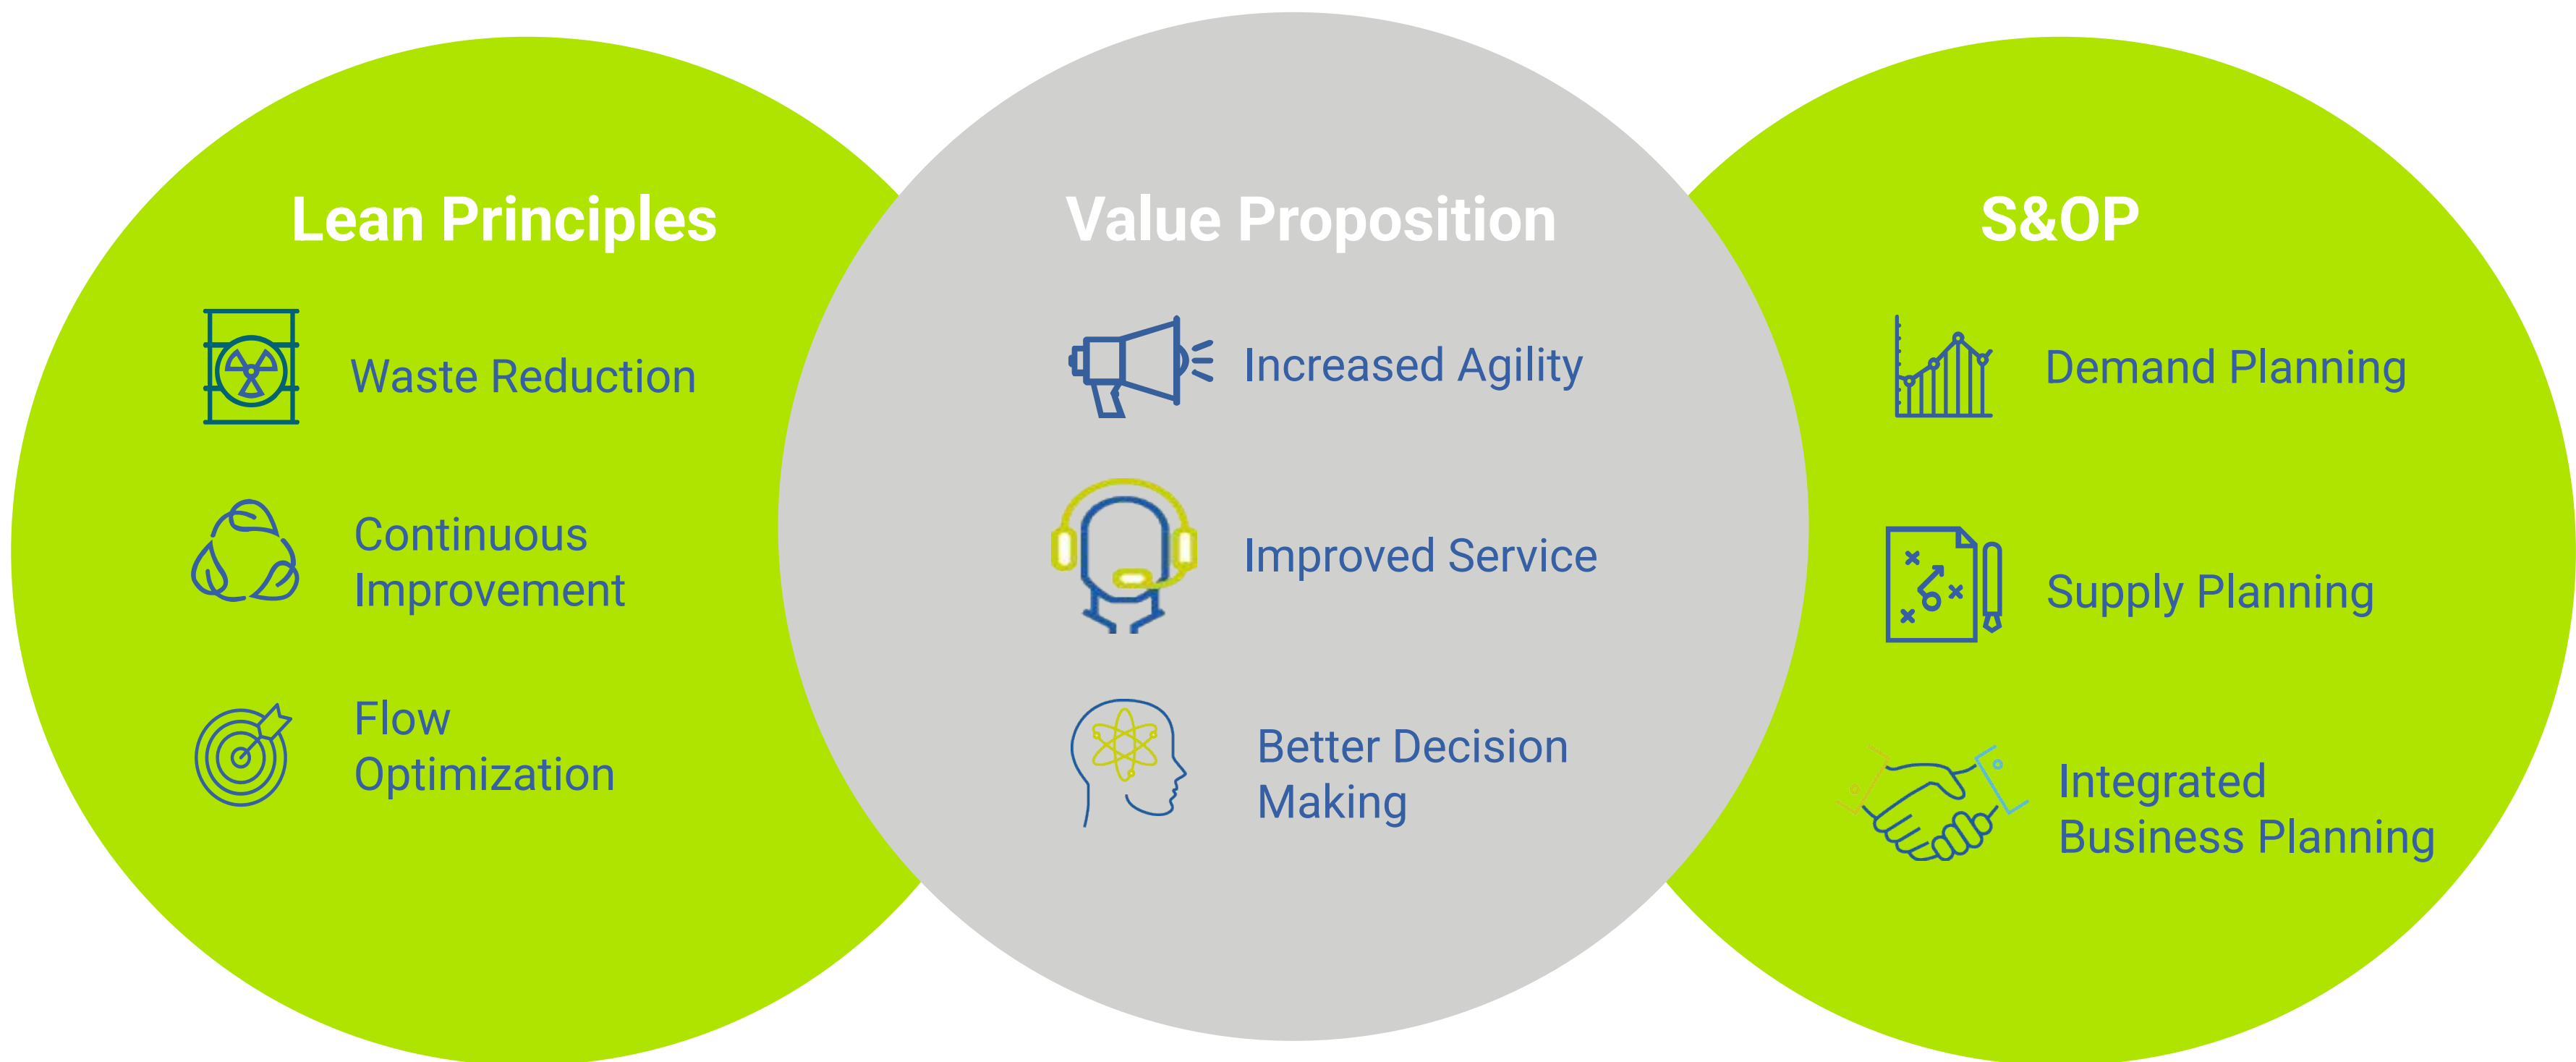 Lean Principles
Waste Reduction
Continuous
Improvement
Flow
Optimization
Value Proposition
Increased Agility
Improved Service
Better Decision
Making
S&OP
Demand Planning
Supply Planning
Integrated
Business Planning